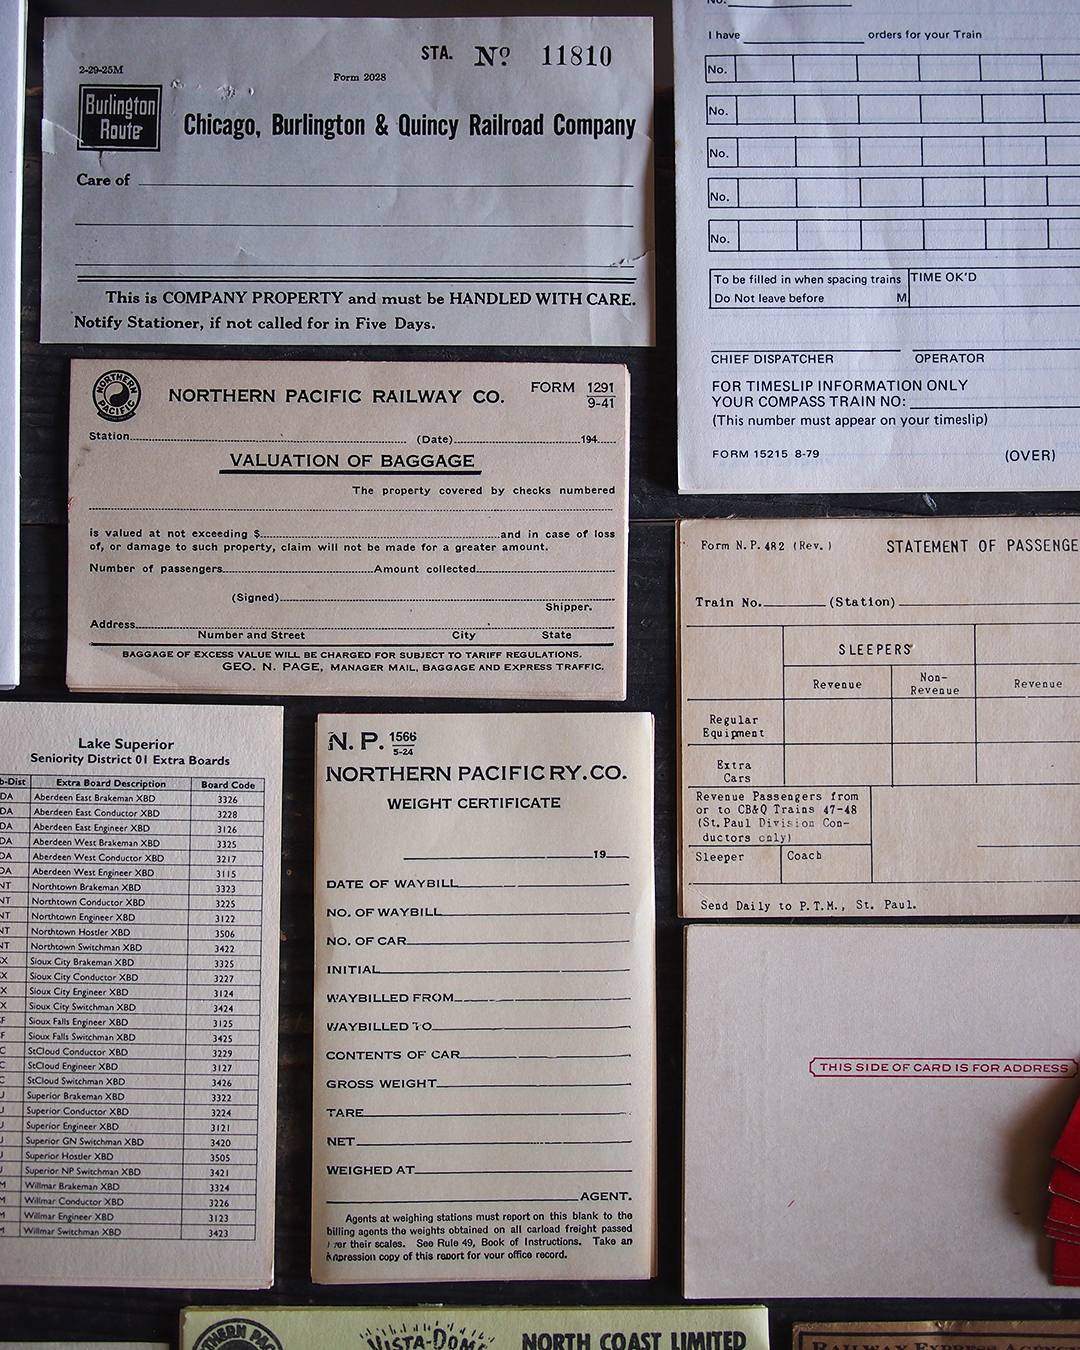 STA. Nº 11810
2-29-25M
Form 2028
Burlington
Route
Chicago, Burlington & Quincy Railroad Company
Care of
This is COMPANY PROPERTY and must be HANDLED WITH CARE.
Notify Stationer, if not called for in Five Days.
No.
I have orders for your Train
No.
No.
No.
No.
No.
To be filled in when spacing trains
Do Not leave before M
TIME OK'D
CHIEF DISPATCHER OPERATOR
FOR TIMESLIP INFORMATION ONLY
YOUR COMPASS TRAIN NO:
(This number must appear on your timeslip)
FORM 15215 8-79 (OVER)
NORTHERN
PACIFIC
NORTHERN PACIFIC RAILWAY CO.
FORM 1291
9-41
Station (Date) 194
VALUATION OF BAGGAGE
The property covered by checks numbered
is valued at not exceeding $ and in case of loss
of, or damage to such property, claim will not be made for a greater amount.
Number of passengers Amount collected
(Signed)
Shipper.
Address
Number and Street City State
BAGGAGE OF EXCESS VALUE WILL BE CHARGED FOR SUBJECT TO TARIFF REGULATIONS.
GEO. N. PAGE, MANAGER MAIL, BAGGAGE AND EXPRESS TRAFFIC.
Form N.P. 482 (Rev.) STATEMENT OF PASSENGE
Train No. (Station)
SLEEPERS
Revenue Non-Revenue Revenue
Regular
Equipment
Extra
Cars
Revenue Passengers from
or to CB&Q Trains 47-48
(St. Paul Division Con-
ductors only)
Sleeper Coach
Send Daily to P.T.M., St. Paul.
Lake Superior
Seniority District 01 Extra Boards
b-Dist Extra Board Description Board Code
DA Aberdeen East Brakeman XBD 3326
DA Aberdeen East Conductor XBD 3228
DA Aberdeen East Engineer XBD 3126
DA Aberdeen West Brakeman XBD 3325
DA Aberdeen West Conductor XBD 3217
DA Aberdeen West Engineer XBD 3115
NT Northtown Brakeman XBD 3323
NT Northtown Conductor XBD 3225
NT Northtown Engineer XBD 3122
NT Northtown Hostler XBD 3506
NT Northtown Switchman XBD 3422
X Sioux City Brakeman XBD 3325
X Sioux City Conductor XBD 3227
X Sioux City Engineer XBD 3124
X Sioux City Switchman XBD 3424
F Sioux Falls Engineer XBD 3125
F Sioux Falls Switchman XBD 3425
C StCloud Conductor XBD 3229
C StCloud Engineer XBD 3127
C StCloud Switchman XBD 3426
U Superior Brakeman XBD 3322
U Superior Conductor XBD 3224
U Superior Engineer XBD 3121
U Superior GN Switchman XBD 3420
U Superior Hostler XBD 3505
U Superior NP Switchman XBD 3421
M Willmar Brakeman XBD 3324
M Willmar Conductor XBD 3226
M Willmar Engineer XBD 3123
M Willmar Switchman XBD 3423
N. P. 1566
5-24
NORTHERN PACIFIC RY. CO.
WEIGHT CERTIFICATE
19
DATE OF WAYBILL
NO. OF WAYBILL
NO. OF CAR
INITIAL
WAYBILLED FROM
WAYBILLED TO
CONTENTS OF CAR
GROSS WEIGHT
TARE
NET
WEIGHED AT
AGENT.
Agents at weighing stations must report on this blank to the
billing agents the weights obtained on all carload freight passed
over their scales. See Rule 49, Book of Instructions. Take an
impression copy of this report for your office record.
THIS SIDE OF CARD IS FOR ADDRESS
THERN PAC
VISTA-DOME
NORTH COAST LIMITED
RAILWAY EXPRESS AGENC